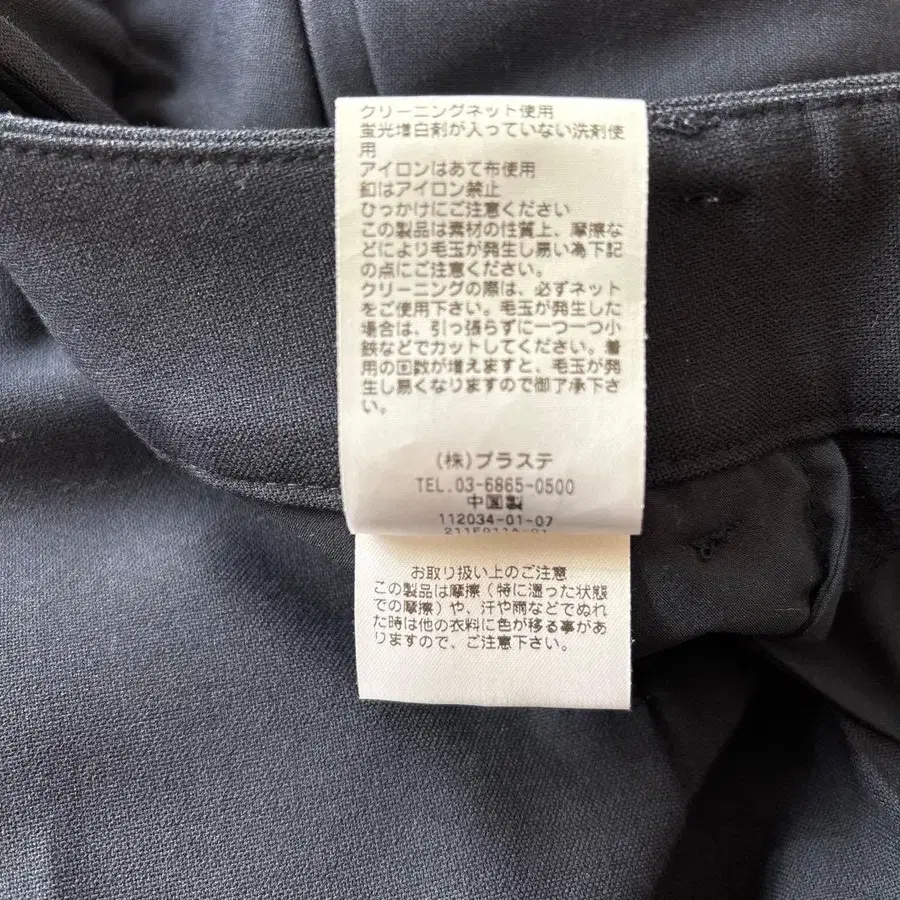 クリーニングネット使用
蛍光増白剤が入っていない洗剤使
用
アイロンはあて布使用
釦はアイロン禁止
ひっかけにご注意ください
この製品は素材の性質上、摩擦な
どにより毛玉が発生し易い為下記
の点にご注意ください。
クリーニングの際は、必ずネット
をご使用下さい。毛玉が発生した
場合は、引っ張らずに一つ一つ小
鋏などでカットしてください。着
用の回数が増えますと、毛玉が発
生し易くなりますので御了承下さ
い。
(株)プラステ
TEL.03-6865-0500
中国製
112034-01-07
211F011A-01
お取り扱い上のご注意
この製品は摩擦(特に湿った状態
での摩擦)や、汗や雨などでぬれ
た時は他の衣料に色が移る事があ
りますので、ご注意下さい。